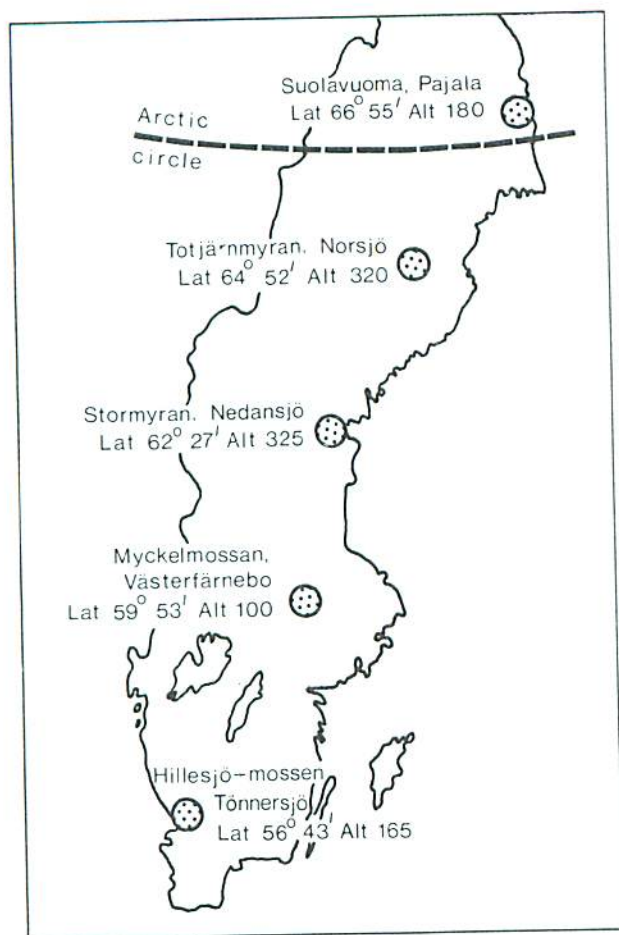 Suolavuoma, Pajala
Lat 66° 55′ Alt 180
Arctic
circle
Totjärnmyran. Norsjö
Lat 64° 52′ Alt 320
Stormyran. Nedansjö
Lat 62° 27′ Alt 325
Myckelmossan,
Västerfärnebo
Lat 59° 53′ Alt 100
Hillesjö-mossen
Tönnersjö
Lat 56° 43′ Alt 165